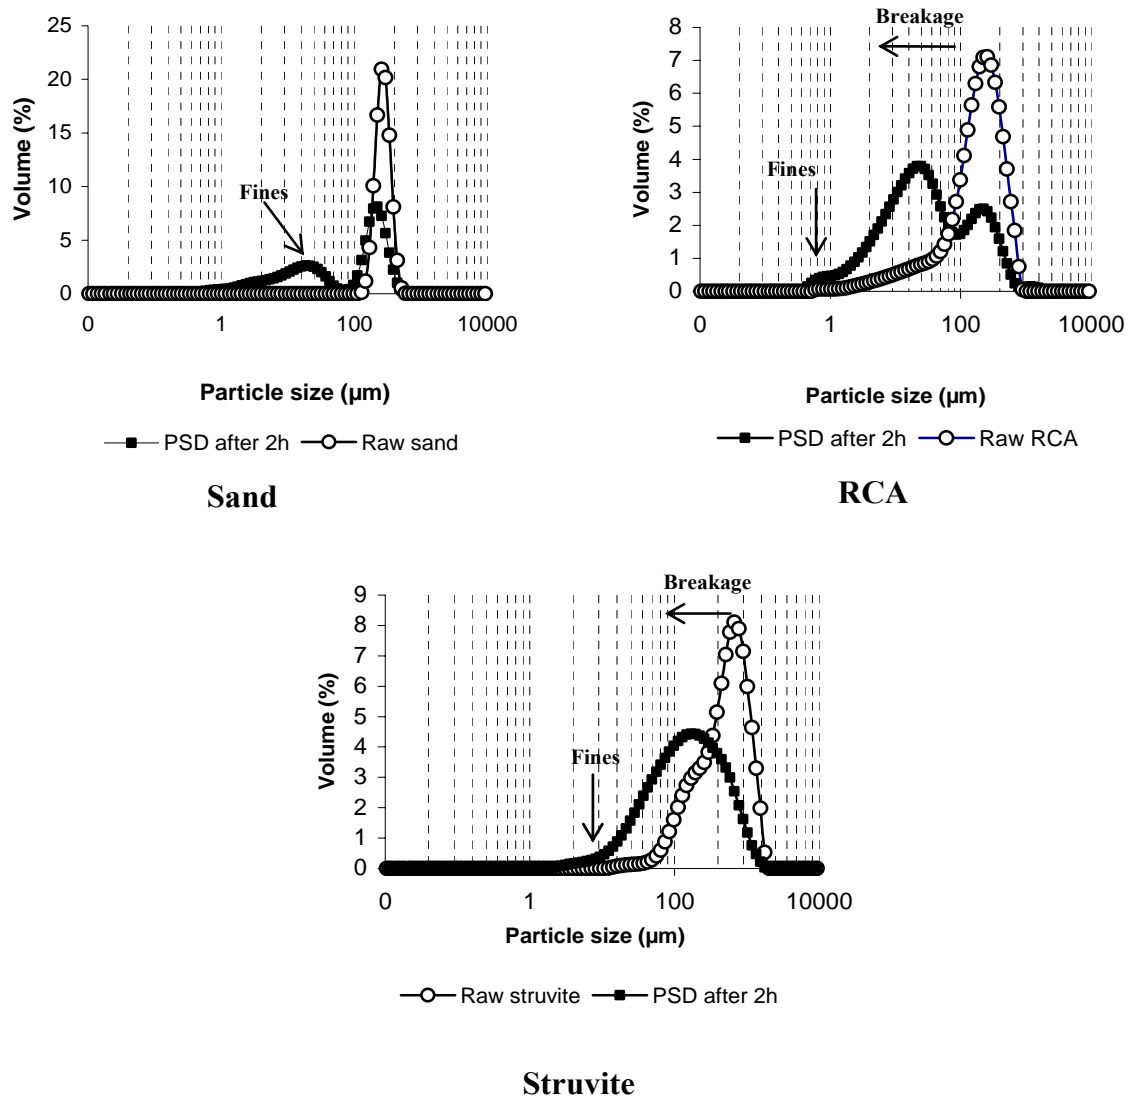 25
20
15
10
5
0
Volume (%)
Fines
0 1 100 10000
Particle size (µm)
PSD after 2h Raw sand
Sand
Breakage
8
7
6
5
4
3
2
1
0
Volume (%)
Fines
0 1 100 10000
Particle size (µm)
PSD after 2h Raw RCA
RCA
Breakage
9
8
7
6
5
4
3
2
1
0
Volume (%)
Fines
0 1 100 10000
Particle size (µm)
Raw struvite PSD after 2h
Struvite